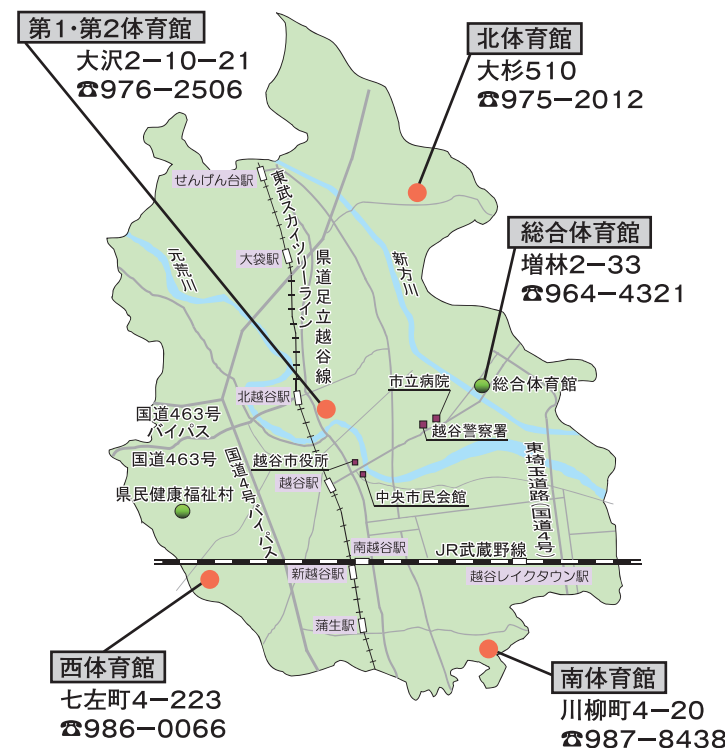 第1・第2体育館
大沢2−10−21
☎976−2506
北体育館
大杉510
☎975−2012
総合体育館
増林2−33
☎964−4321
せんげん台駅
東武スカイツリーライン
大袋駅
県道足立越谷線
元荒川
新方川
北越谷駅
市立病院
総合体育館
越谷警察署
国道463号
バイパス
国道463号
国道4号バイパス
越谷市役所
越谷駅
中央市民会館
東埼玉道路（国道4号）
県民健康福祉村
南越谷駅
JR武蔵野線
新越谷駅
越谷レイクタウン駅
蒲生駅
西体育館
七左町4−223
☎986−0066
南体育館
川柳町4−20
☎987−8438